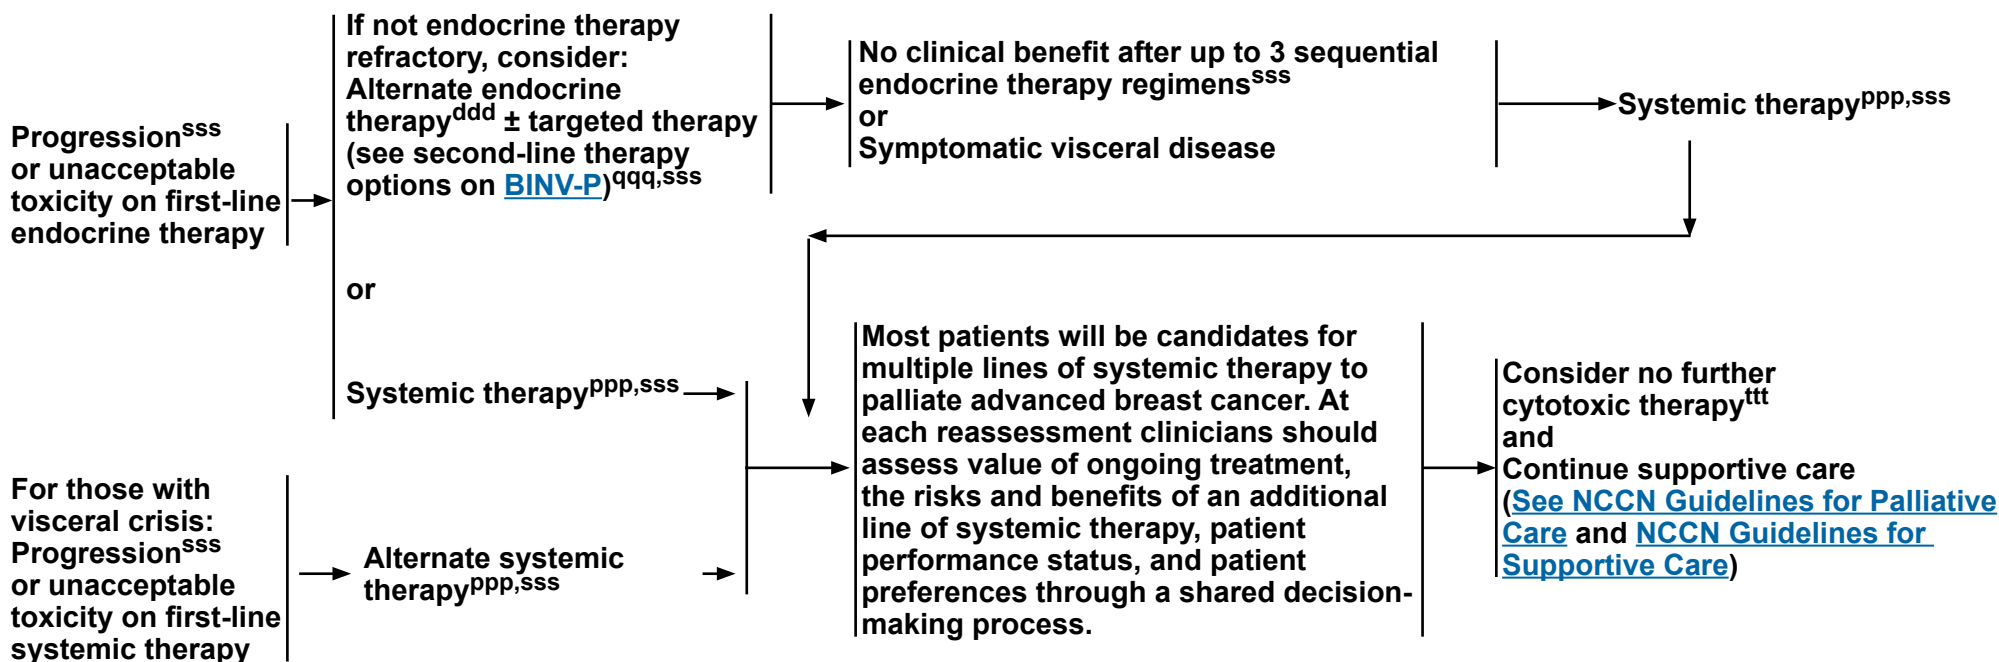 If not endocrine therapy
refractory, consider:
Alternate endocrine
therapyddd ± targeted therapy
(see second-line therapy
options on BINV-P)qqq,sss
No clinical benefit after up to 3 sequential
endocrine therapy regimenssss
or
Symptomatic visceral disease
Systemic therapyppp,sss
Progressionsss
or unacceptable
toxicity on first-line
endocrine therapy
or
Systemic therapyppp,sss
For those with
visceral crisis:
Progressionsss
or unacceptable
toxicity on first-line
systemic therapy
Alternate systemic
therapyppp,sss
Most patients will be candidates for
multiple lines of systemic therapy to
palliate advanced breast cancer. At
each reassessment clinicians should
assess value of ongoing treatment,
the risks and benefits of an additional
line of systemic therapy, patient
performance status, and patient
preferences through a shared decision-
making process.
Consider no further
cytotoxic therapyttt
and
Continue supportive care
(See NCCN Guidelines for Palliative
Care and NCCN Guidelines for
Supportive Care)